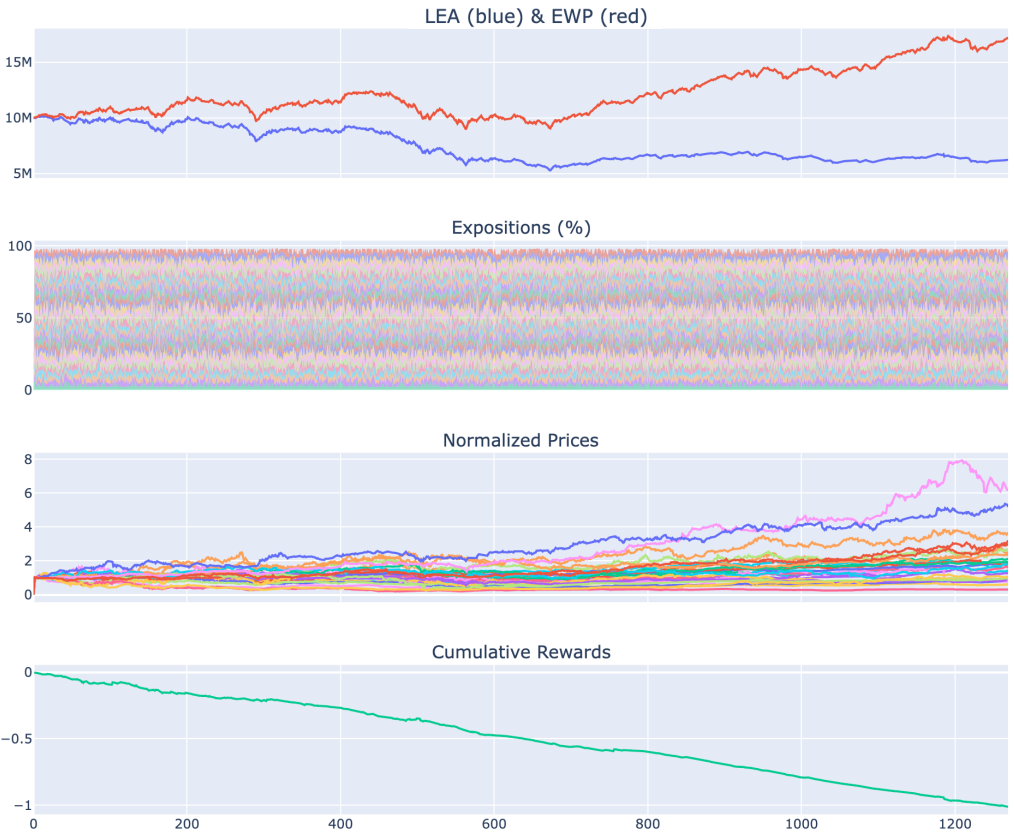 LEA (blue) & EWP (red)
15M
10M
5M
Expositions (%)
100
50
0
Normalized Prices
8
6
4
2
0
Cumulative Rewards
0
−0.5
−1
0 200 400 600 800 1000 1200